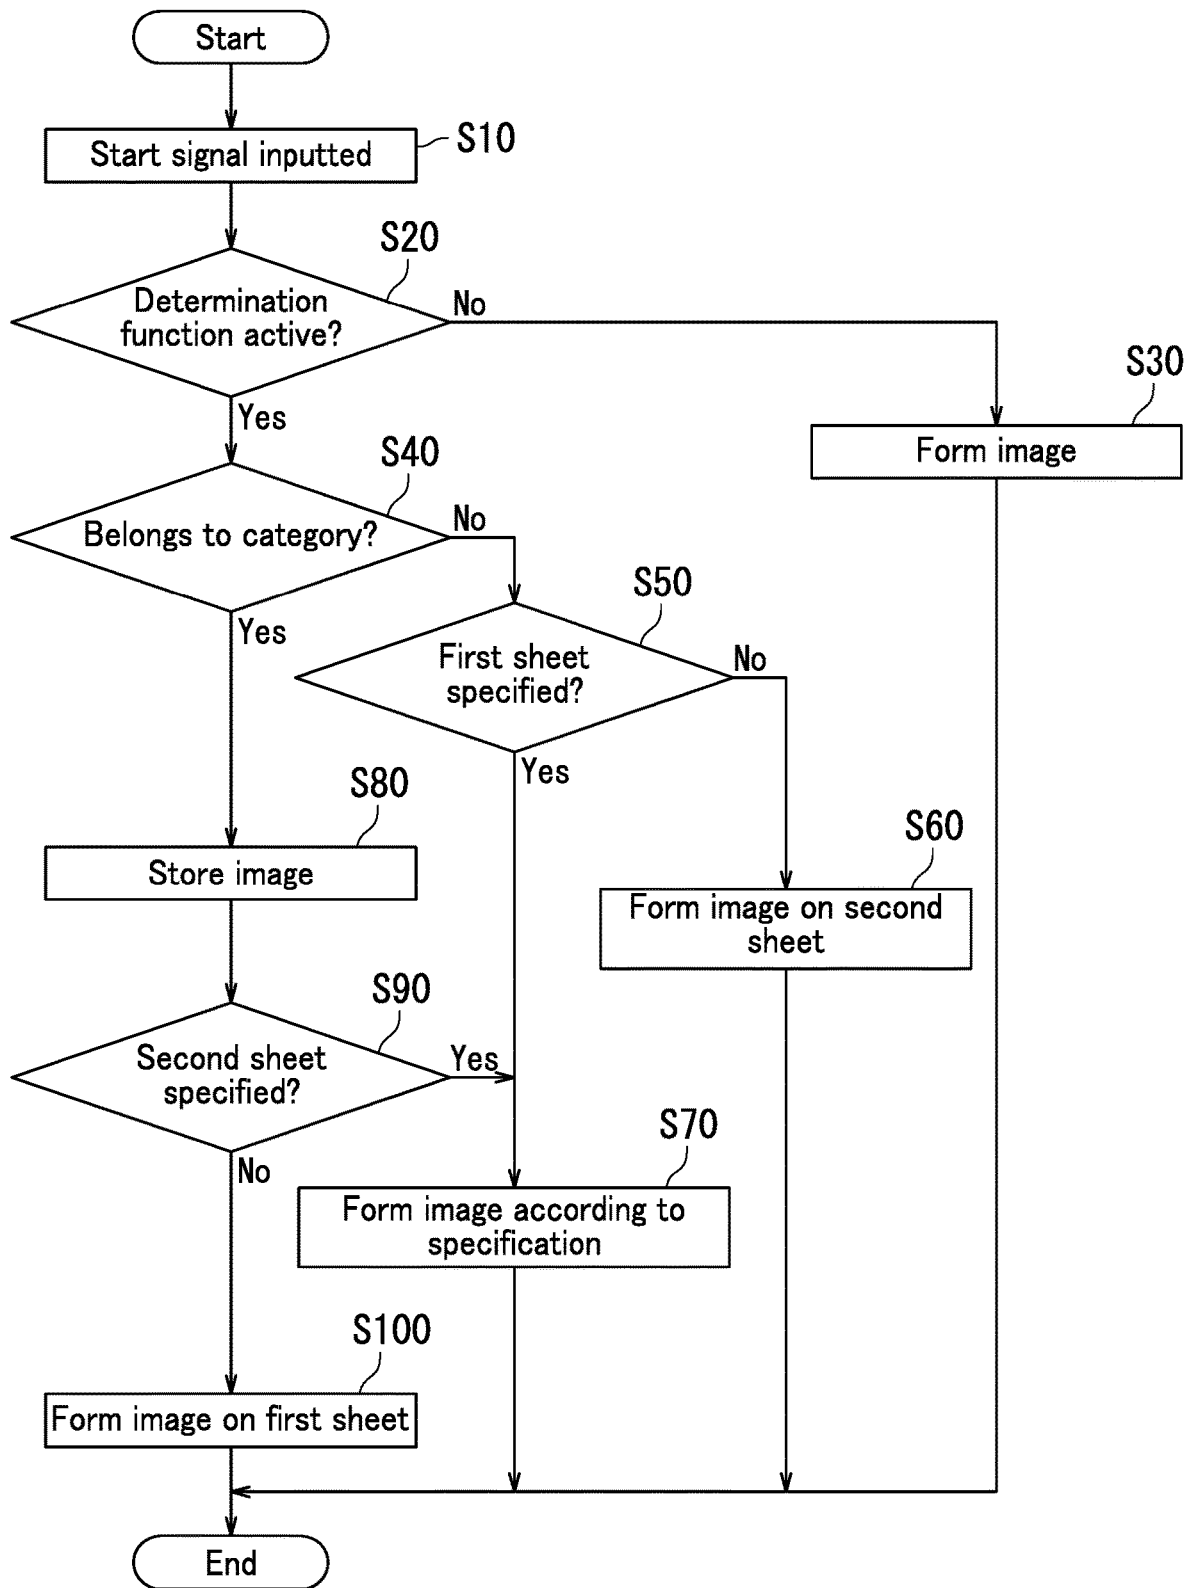 Start
Start signal inputted
S10
S20
Determination
function active?
No
Yes
S30
Form image
S40
Belongs to category?
No
Yes
S50
First sheet
specified?
No
Yes
S80
Store image
S60
Form image on second
sheet
S90
Second sheet
specified?
Yes
No
S70
Form image according to
specification
S100
Form image on first sheet
End